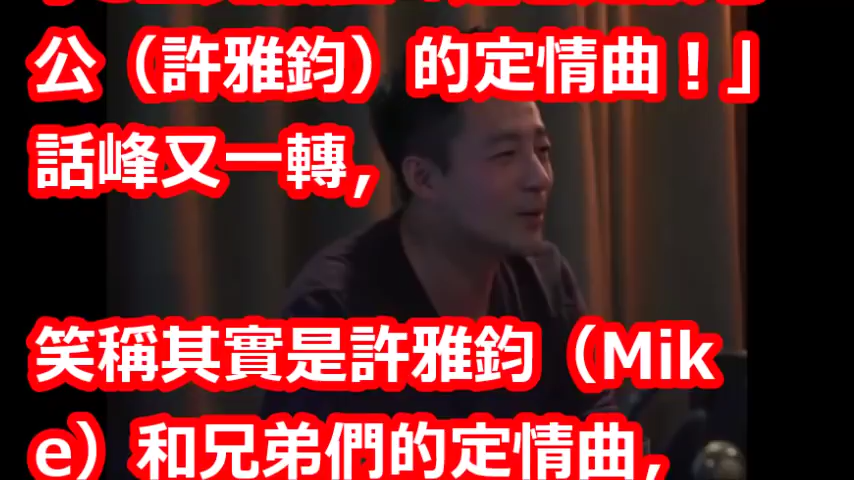 公（許雅鈞）的定情曲！」
話峰又一轉，
笑稱其實是許雅鈞（Mik
e）和兄弟們的定情曲，